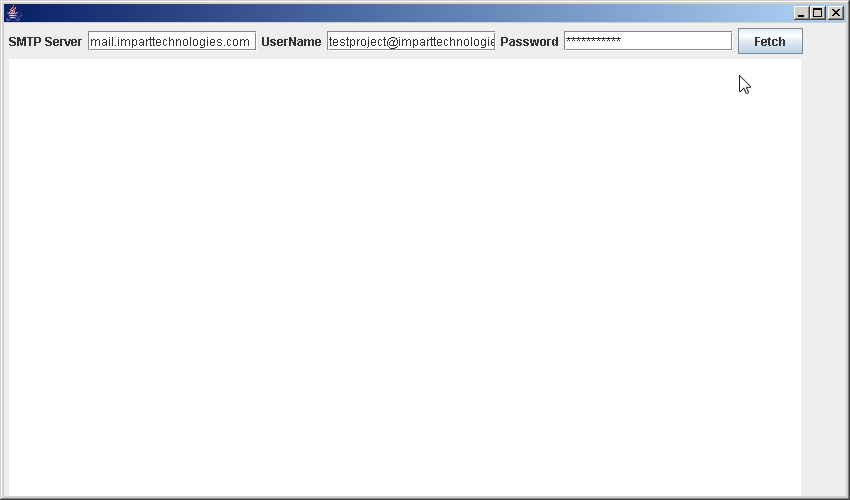 SMTP Server mail.imparttechnologies.com UserName testproject@imparttechnologie Password *********** Fetch